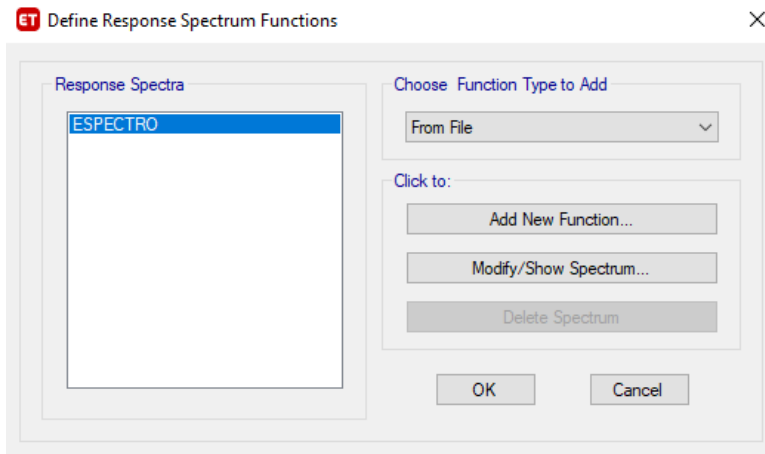 ET Define Response Spectrum Functions
Response Spectra
ESPECTRO
Choose Function Type to Add
From File
Click to:
Add New Function...
Modify/Show Spectrum...
Delete Spectrum
OK
Cancel